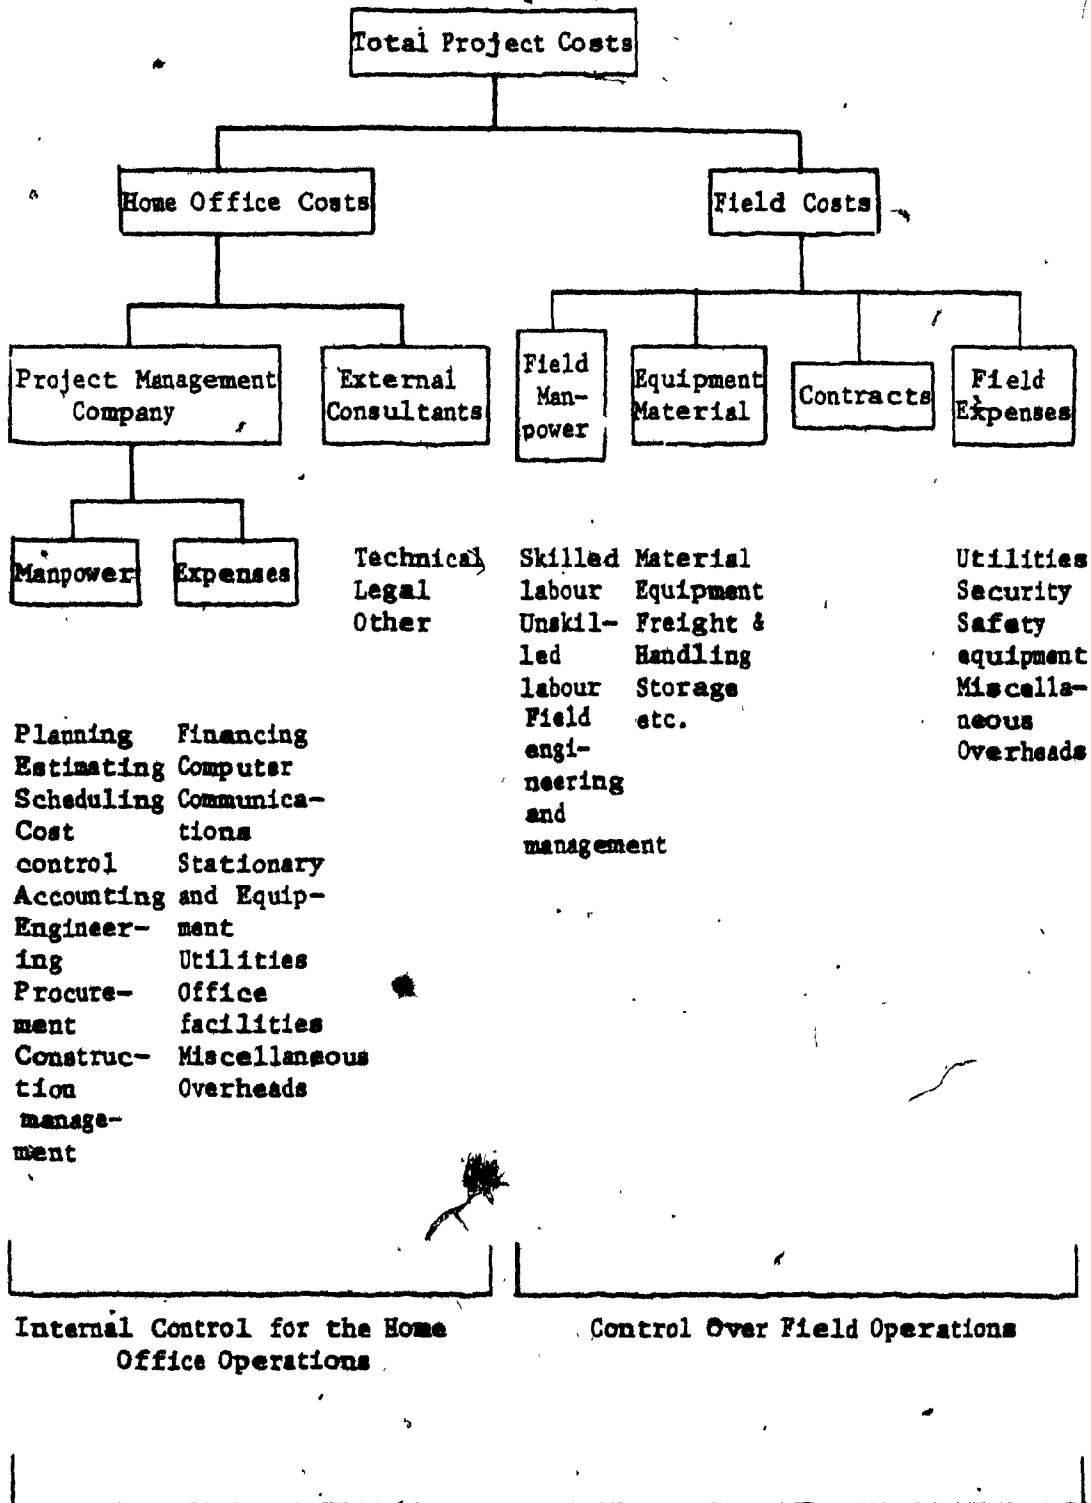 Total Project Costs
Home Office Costs
Field Costs
Project Management
Company
External
Consultants
Field
Man-
power
Equipment
Material
Contracts
Field
Expenses
Manpower
Expenses
Technical
Legal
Other
Skilled
labour
Unskil-
led
labour
Field
engi-
neering
and
management
Material
Equipment
Freight &
Handling
Storage
etc.
Utilities
Security
Safety
equipment
Miscella-
neous
Overheads
Planning
Estimating
Scheduling
Cost
control
Accounting
Engineer-
ing
Procure-
ment
Construc-
tion
manage-
ment
Financing
Computer
Communica-
tions
Stationary
and Equip-
ment
Utilities
Office
facilities
Miscellaneous
Overheads
Internal Control for the Home
Office Operations
Control Over Field Operations